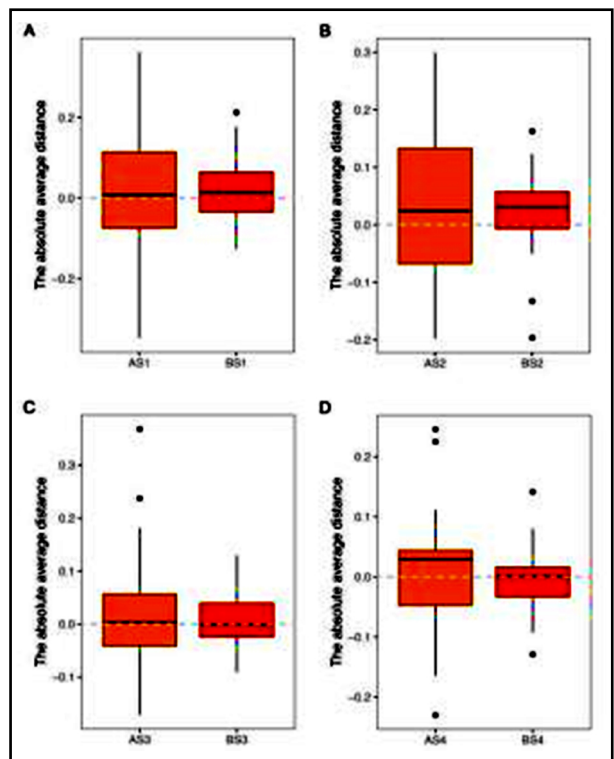 A
The absolute average distance
0.2
0.0
−0.2
AS1 BS1
B
The absolute average distance
0.3
0.2
0.1
0.0
−0.1
−0.2
AS2 BS2
C
The absolute average distance
0.3
0.2
0.1
0.0
−0.1
AS3 BS3
D
The absolute average distance
0.2
0.1
0.0
−0.1
−0.2
AS4 BS4